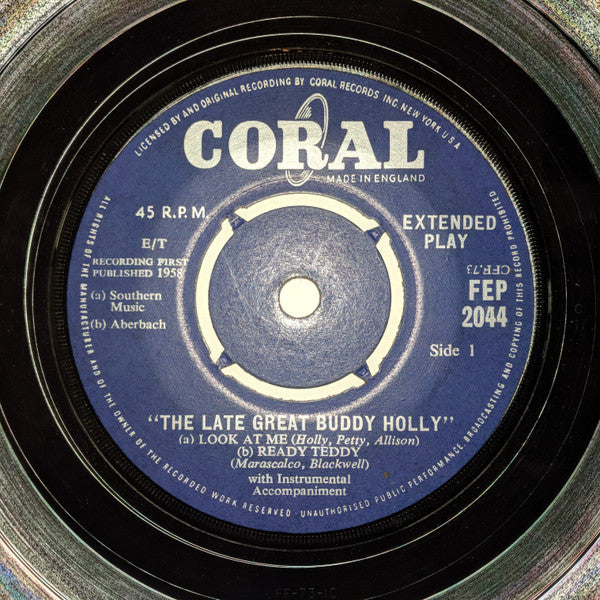 LICENSED BY AND ORIGINAL RECORDING BY CORAL RECORDS INC. NEW YORK, U.S.A.
CORAL
MADE IN ENGLAND
45 R.P.M.
E/T
RECORDING FIRST
PUBLISHED 1958
(a) Southern
Music
(b) Aberbach
EXTENDED
PLAY
CFF.73
FEP
2044
Side 1
"THE LATE GREAT BUDDY HOLLY"
(a) LOOK AT ME (Holly, Petty, Allison)
(b) READY TEDDY
(Marascalco, Blackwell)
with Instrumental
Accompaniment
ALL RIGHTS OF THE MANUFACTURER AND OF THE OWNER OF THE RECORDED WORK RESERVED · UNAUTHORISED PUBLIC PERFORMANCE, BROADCASTING AND COPYING OF THIS RECORD PROHIBITED